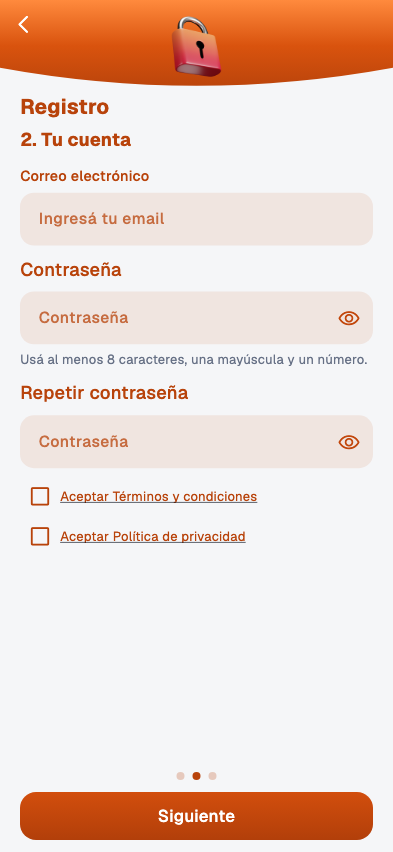 Registro
2. Tu cuenta
Correo electrónico
Ingresá tu email
Contraseña
Contraseña
Usá al menos 8 caracteres, una mayúscula y un número.
Repetir contraseña
Contraseña
Aceptar Términos y condiciones
Aceptar Política de privacidad
Siguiente